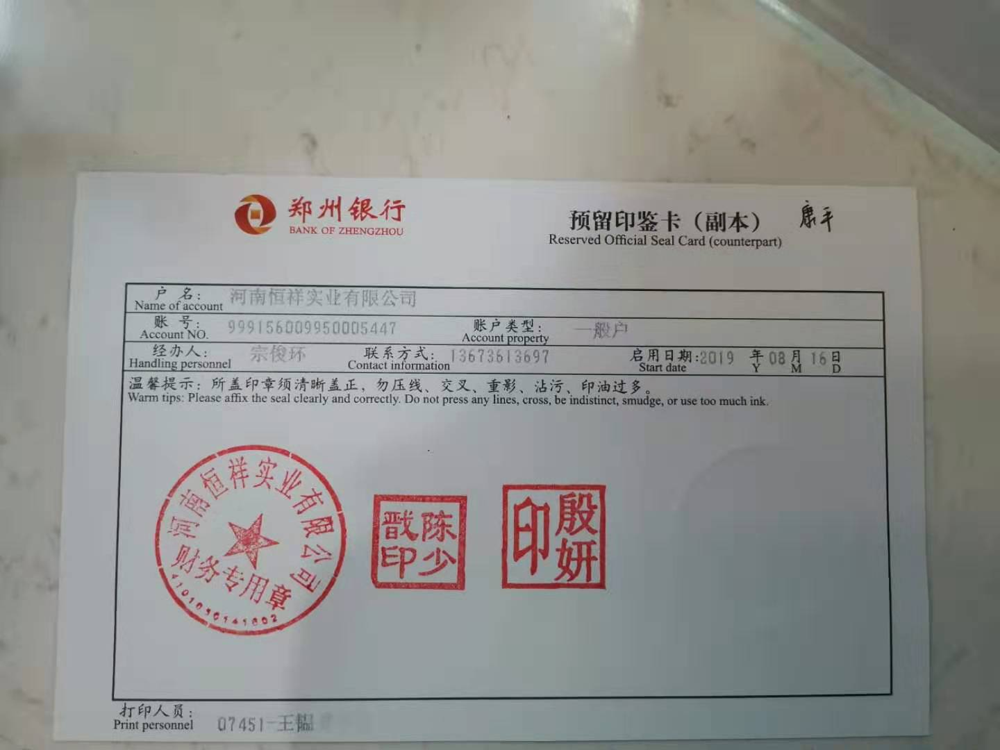 郑州银行
BANK OF ZHENGZHOU
预留印鉴卡（副本）
康平
Reserved Official Seal Card (counterpart)
户 名： 河南恒祥实业有限公司
Name of account
账 号： 999156009950005447 账户类型： 一般户
Account NO. Account property
经办人： 宗俊环 联系方式： 13673613697 启用日期：2019 年 08 月 16 日
Handling personnel Contact information Start date Y M D
温馨提示：所盖印章须清晰盖正，勿压线、交叉、重影、沾污、印油过多。
Warm tips: Please affix the seal clearly and correctly. Do not press any lines, cross, be indistinct, smudge, or use too much ink.
河南恒祥实业有限公司
财务专用章
陈少
戬印
殷妍
印
打印人员： 07451-王韫
Print personnel